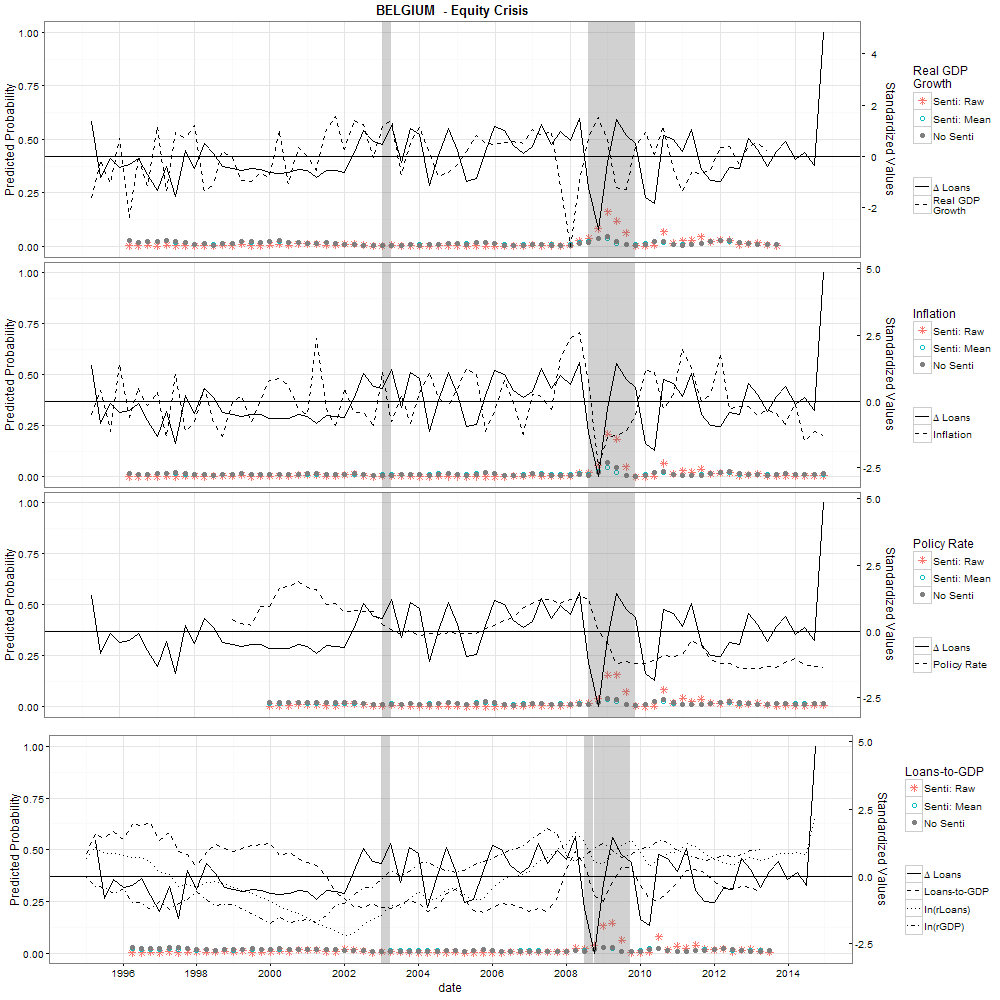 BELGIUM - Equity Crisis
Predicted Probability
1.00
0.75
0.50
0.25
0.00
4
2
0
-2
Standardized Values
Real GDP
Growth
Senti: Raw
Senti: Mean
No Senti
Δ Loans
Real GDP
Growth
Predicted Probability
1.00
0.75
0.50
0.25
0.00
5.0
2.5
0.0
-2.5
Standardized Values
Inflation
Senti: Raw
Senti: Mean
No Senti
Δ Loans
Inflation
Predicted Probability
1.00
0.75
0.50
0.25
0.00
5.0
2.5
0.0
-2.5
Standardized Values
Policy Rate
Senti: Raw
Senti: Mean
No Senti
Δ Loans
Policy Rate
Predicted Probability
1.00
0.75
0.50
0.25
0.00
5.0
2.5
0.0
-2.5
Standardized Values
Loans-to-GDP
Senti: Raw
Senti: Mean
No Senti
Δ Loans
Loans-to-GDP
ln(rLoans)
ln(rGDP)
1996 1998 2000 2002 2004 2006 2008 2010 2012 2014
date